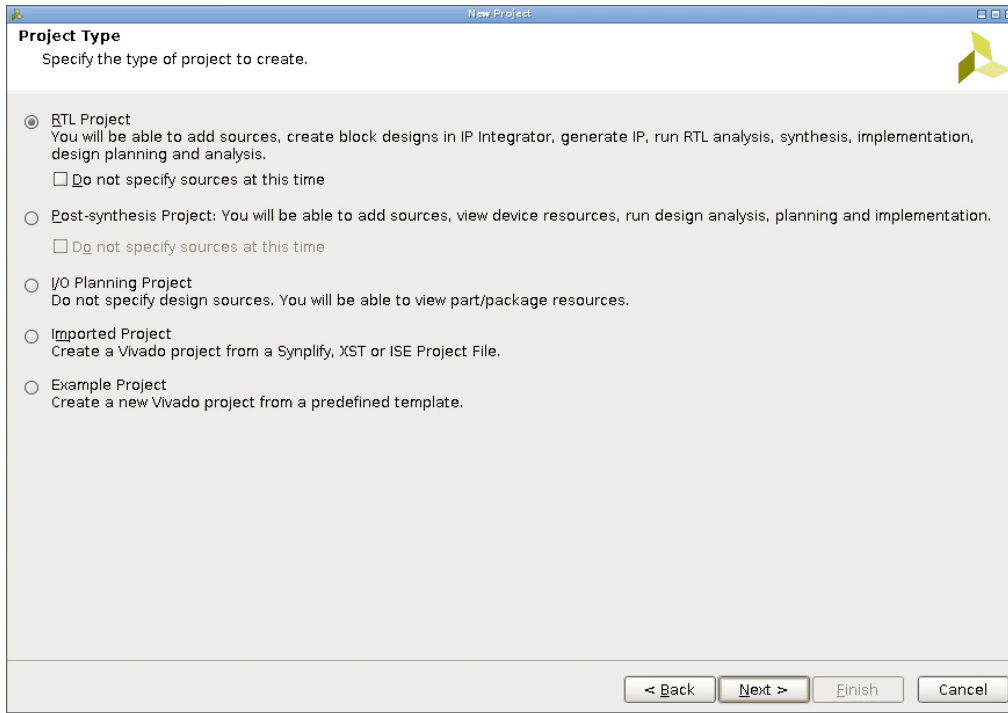 New Project
Project Type
Specify the type of project to create.
RTL Project
You will be able to add sources, create block designs in IP Integrator, generate IP, run RTL analysis, synthesis, implementation,
design planning and analysis.
Do not specify sources at this time
Post-synthesis Project: You will be able to add sources, view device resources, run design analysis, planning and implementation.
Do not specify sources at this time
I/O Planning Project
Do not specify design sources. You will be able to view part/package resources.
Imported Project
Create a Vivado project from a Synplify, XST or ISE Project File.
Example Project
Create a new Vivado project from a predefined template.
< Back Next > Finish Cancel